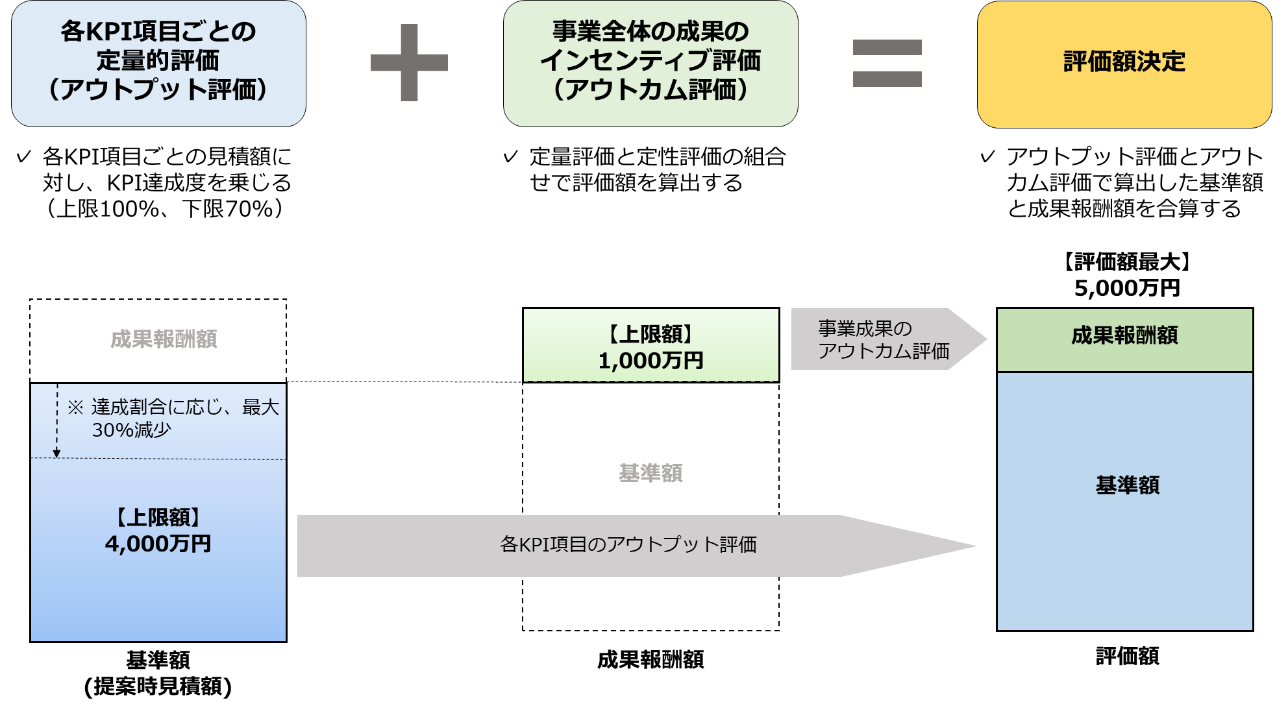 各KPI項目ごとの
定量的評価
（アウトプット評価）
事業全体の成果の
インセンティブ評価
（アウトカム評価）
評価額決定
✓ 各KPI項目ごとの見積額に
対し、KPI達成度を乗じる
（上限100%、下限70%）
✓ 定量評価と定性評価の組合
せで評価額を算出する
✓ アウトプット評価とアウト
カム評価で算出した基準額
と成果報酬額を合算する
成果報酬額
※ 達成割合に応じ、最大
30%減少
【上限額】
4,000万円
基準額
(提案時見積額)
【上限額】
1,000万円
基準額
成果報酬額
事業成果の
アウトカム評価
各KPI項目のアウトプット評価
【評価額最大】
5,000万円
成果報酬額
基準額
評価額